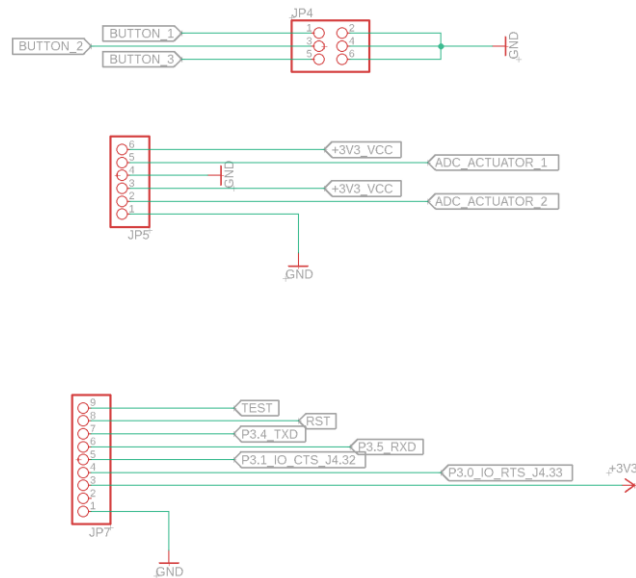 JP4
BUTTON_1
1 2
BUTTON_2
3 4
GND
BUTTON_3
5 6
6
+3V3_VCC
5
ADC_ACTUATOR_1
4
GND
3
+3V3_VCC
2
ADC_ACTUATOR_2
1
JP5
GND
9
TEST
8
RST
7
P3.4_TXD
6
P3.5_RXD
5
P3.1_IO_CTS_J4.32
4
P3.0_IO_RTS_J4.33
3
+3V3
2
1
JP7
GND